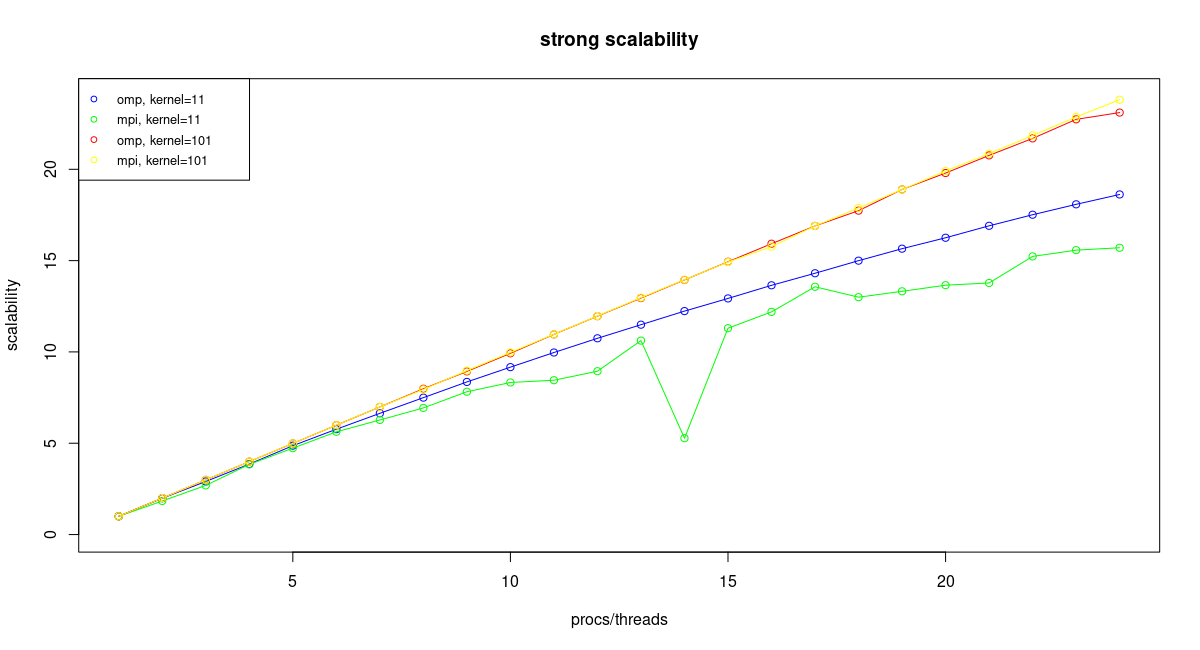 strong scalability
omp, kernel=11
mpi, kernel=11
omp, kernel=101
mpi, kernel=101
scalability
20
15
10
5
0
5 10 15 20
procs/threads